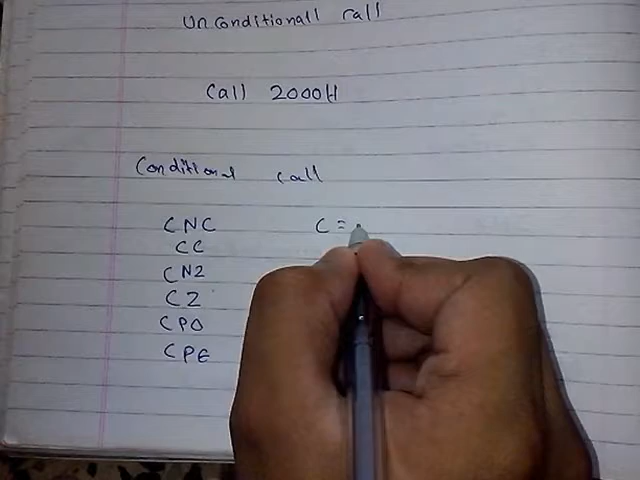 Unconditionall call
Call 2000H
Conditional call
CNC C =
CC
CNZ
CZ
CPO
CPE